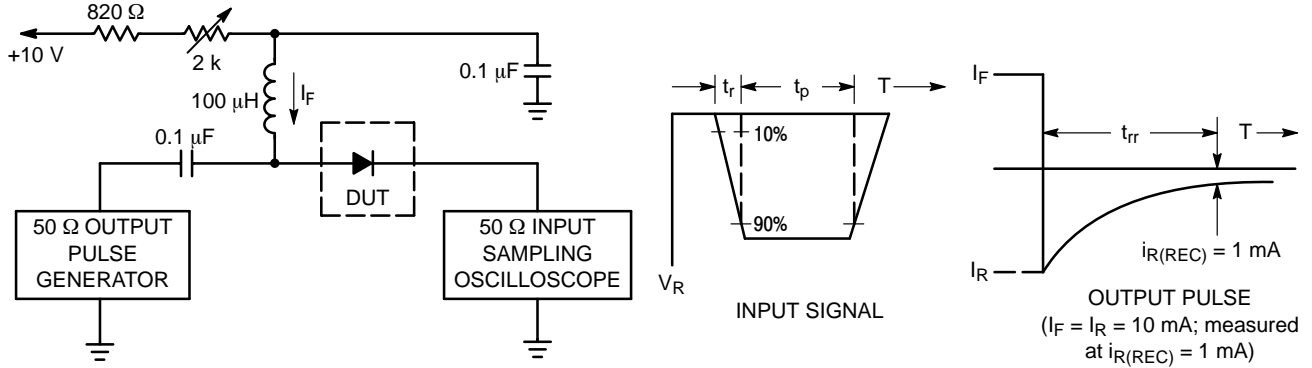 820 Ω
+10 V
2 k
0.1 μF
100 μH
I_F
0.1 μF
DUT
50 Ω OUTPUT
PULSE
GENERATOR
50 Ω INPUT
SAMPLING
OSCILLOSCOPE
t_r
t_p
T
10%
90%
V_R
INPUT SIGNAL
I_F
t_rr
T
i_R(REC) = 1 mA
I_R
OUTPUT PULSE
(I_F = I_R = 10 mA; measured
at i_R(REC) = 1 mA)